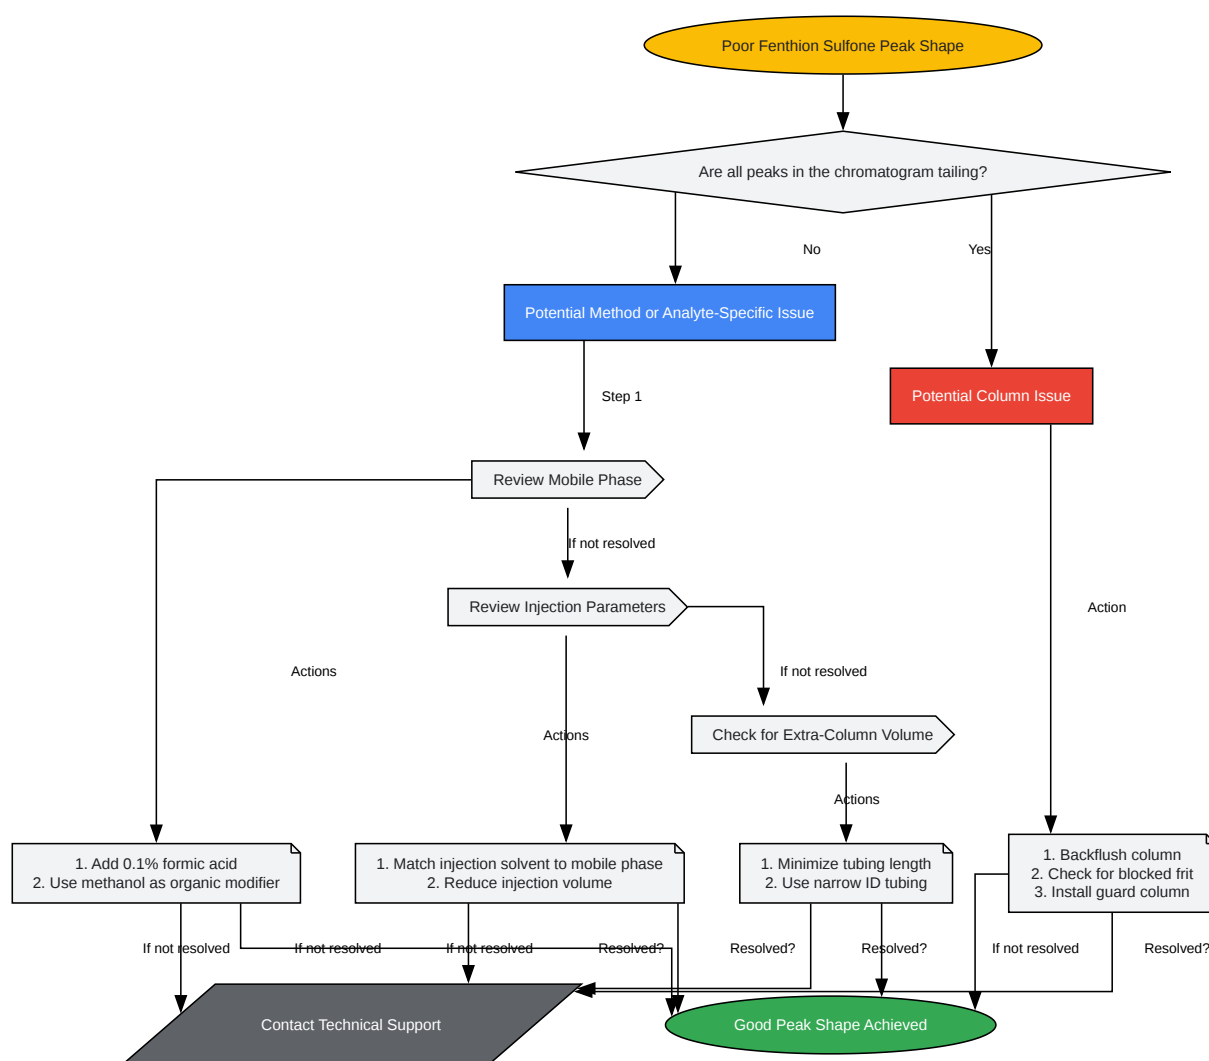 Poor Fenthion Sulfone Peak Shape
Are all peaks in the chromatogram tailing?
No
Yes
Potential Method or Analyte-Specific Issue
Potential Column Issue
Step 1
Review Mobile Phase
If not resolved
Review Injection Parameters
Action
Actions
If not resolved
Check for Extra-Column Volume
Actions
Actions
1. Add 0.1% formic acid
2. Use methanol as organic modifier
1. Match injection solvent to mobile phase
2. Reduce injection volume
1. Minimize tubing length
2. Use narrow ID tubing
1. Backflush column
2. Check for blocked frit
3. Install guard column
If not resolved
If not resolved
If not resolved
Resolved?
Resolved?
Resolved?
If not resolved
Resolved?
Contact Technical Support
Good Peak Shape Achieved